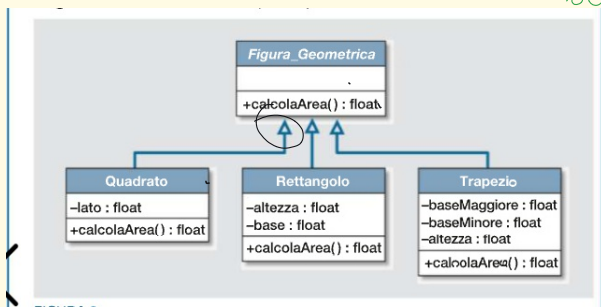 Figura_Geometrica
+calcolaArea() : float
Quadrato
–lato : float
+calcolaArea() : float
Rettangolo
–altezza : float
–base : float
+calcolaArea() : float
Trapezio
–baseMaggiore : float
–baseMinore : float
–altezza : float
+calcolaArea() : float